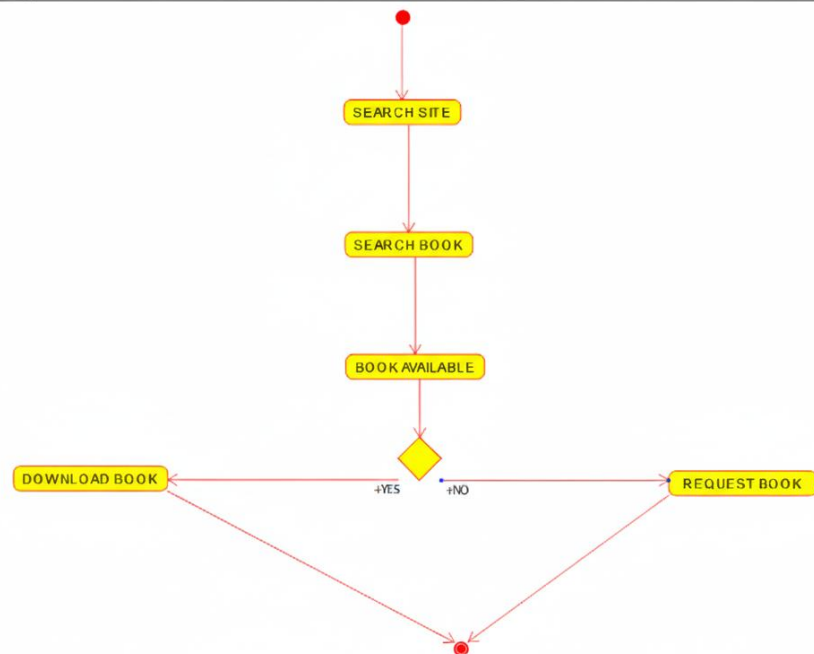 SEARCH SITE
SEARCH BOOK
BOOK AVAILABLE
DOWNLOAD BOOK
+YES
+NO
REQUEST BOOK